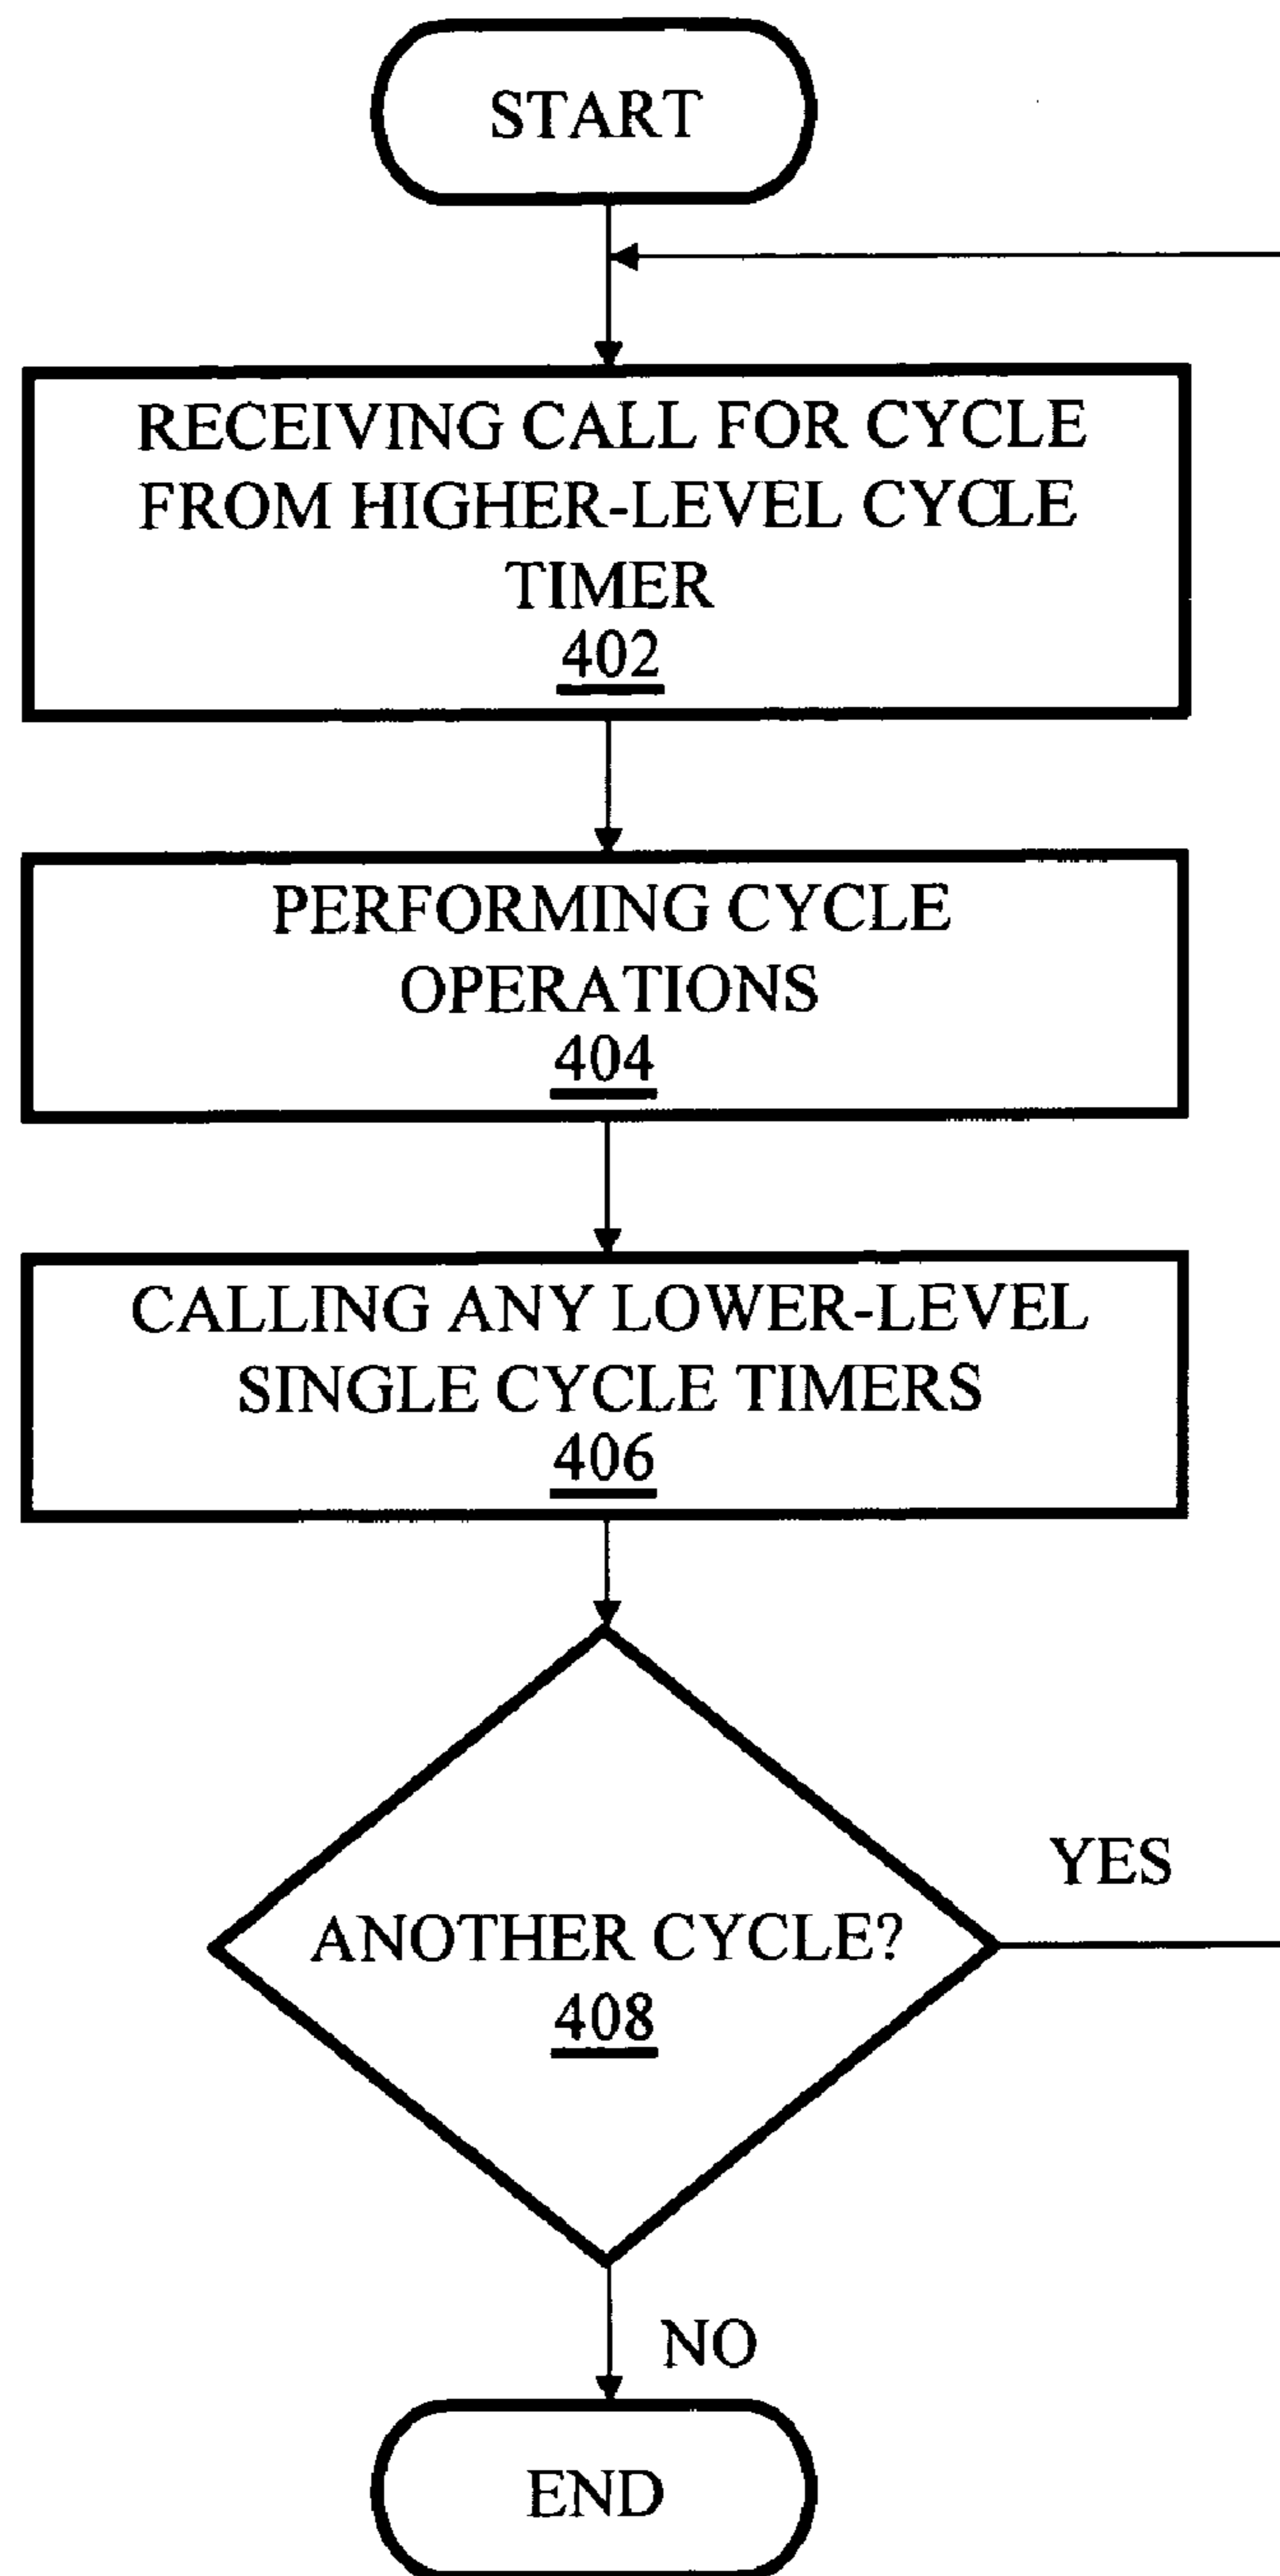 START
RECEIVING CALL FOR CYCLE
FROM HIGHER-LEVEL CYCLE
TIMER
402
PERFORMING CYCLE
OPERATIONS
404
CALLING ANY LOWER-LEVEL
SINGLE CYCLE TIMERS
406
ANOTHER CYCLE?
408
YES
NO
END